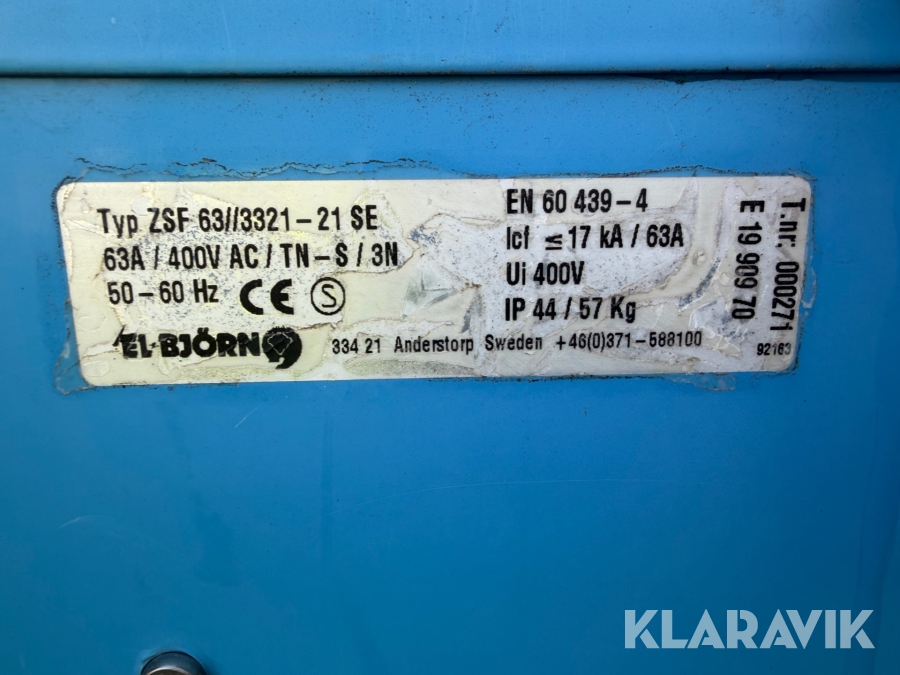 Typ ZSF 63//3321-21 SE
63A / 400V AC / TN-S / 3N
50-60 Hz CE S
EL-BJÖRN
EN 60 439-4
Icf ≤ 17 kA / 63A
Ui 400V
IP 44 / 57 Kg
334 21 Anderstorp Sweden +46(0)371-588100
T.nr. 000271
E 19 909 70
92163
KLARAVIK